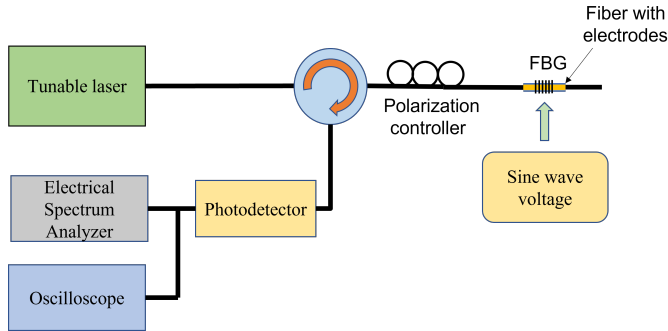 Fiber with
electrodes
FBG
Tunable laser
Polarization
controller
Electrical
Spectrum
Analyzer
Photodetector
Sine wave
voltage
Oscilloscope